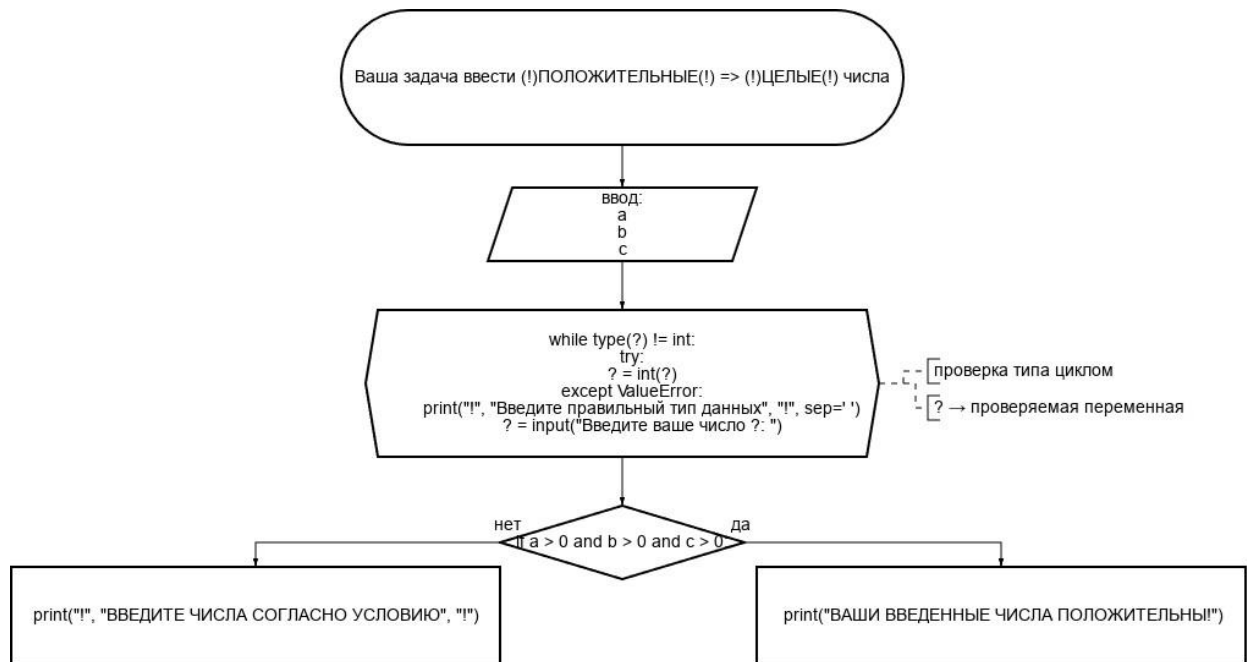 Ваша задача ввести (!)ПОЛОЖИТЕЛЬНЫЕ(!) => (!)ЦЕЛЫЕ(!) числа
ввод:
a
b
c
while type(?) != int:
try:
? = int(?)
except ValueError:
print("!", "Введите правильный тип данных", "!", sep=' ')
? = input("Введите ваше число ?: ")
проверка типа циклом
? → проверяемая переменная
нет
да
if a > 0 and b > 0 and c > 0
print("!", "ВВЕДИТЕ ЧИСЛА СОГЛАСНО УСЛОВИЮ", "!")
print("ВАШИ ВВЕДЕННЫЕ ЧИСЛА ПОЛОЖИТЕЛЬНЫ!")